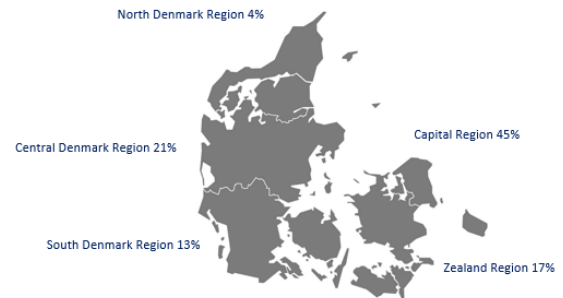 North Denmark Region 4%
Capital Region 45%
Central Denmark Region 21%
South Denmark Region 13%
Zealand Region 17%